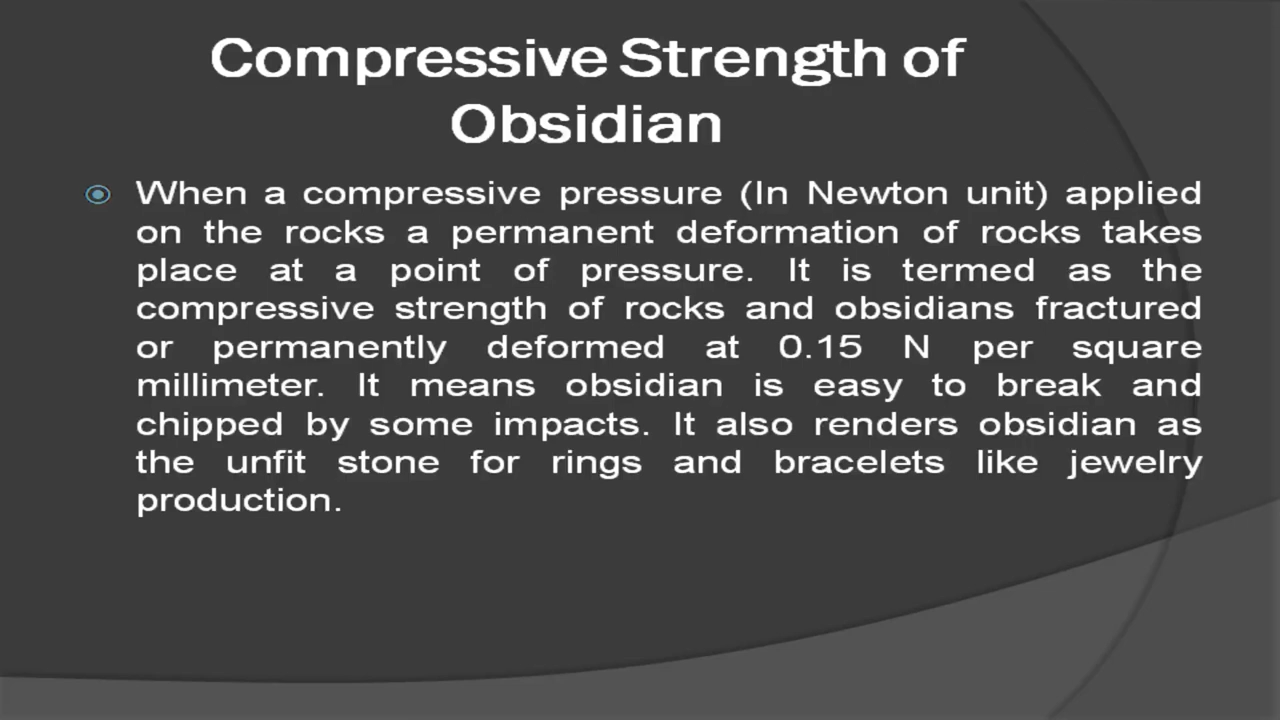 Compressive Strength of
Obsidian
When a compressive pressure (In Newton unit) applied
on the rocks a permanent deformation of rocks takes
place at a point of pressure. It is termed as the
compressive strength of rocks and obsidians fractured
or permanently deformed at 0.15 N per square
millimeter. It means obsidian is easy to break and
chipped by some impacts. It also renders obsidian as
the unfit stone for rings and bracelets like jewelry
production.